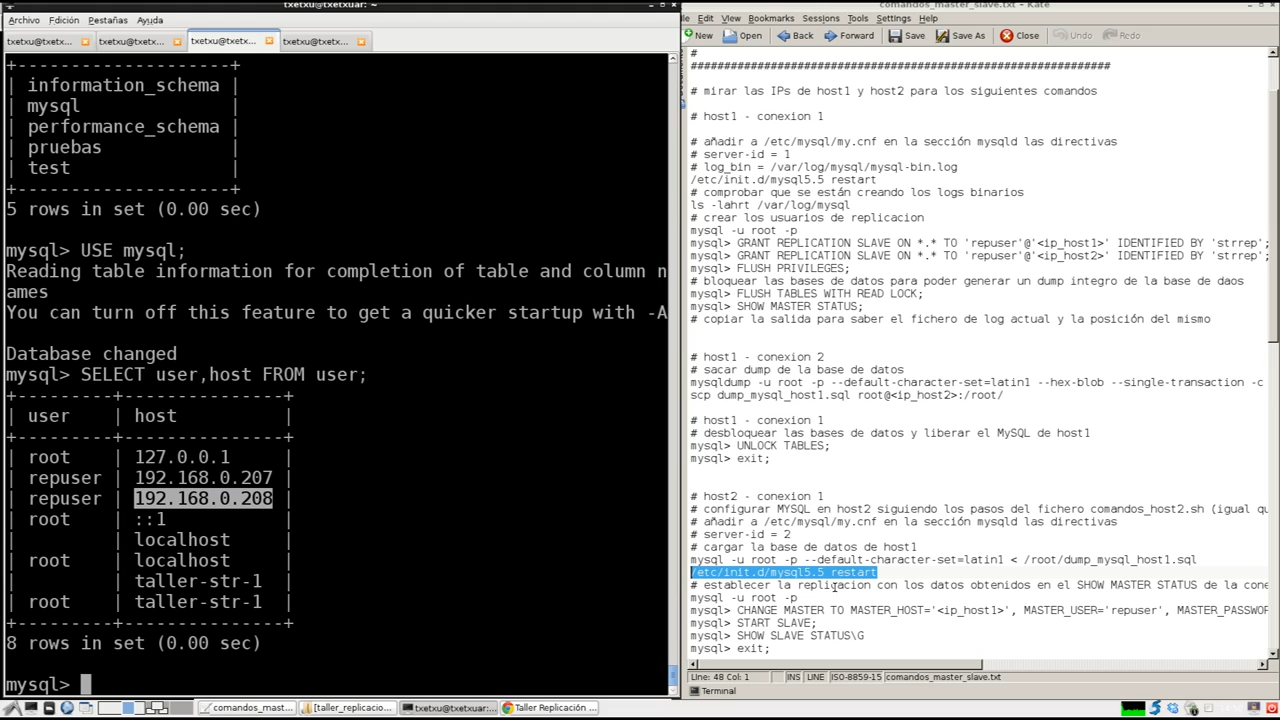 txetxu@txetxuar: ~
Archivo Edición Pestañas Ayuda
txetxu@txetx... txetxu@txetx... txetxu@txetx... txetxu@txetx...
+--------------------+
| information_schema |
| mysql |
| performance_schema |
| pruebas |
| test |
+--------------------+
5 rows in set (0.00 sec)
mysql> USE mysql;
Reading table information for completion of table and column n
ames
You can turn off this feature to get a quicker startup with -A
Database changed
mysql> SELECT user,host FROM user;
+---------+---------------+
| user | host |
+---------+---------------+
| root | 127.0.0.1 |
| repuser | 192.168.0.207 |
| repuser | 192.168.0.208 |
| root | ::1 |
| | localhost |
| root | localhost |
| | taller-str-1 |
| root | taller-str-1 |
+---------+---------------+
8 rows in set (0.00 sec)
mysql>
comandos_master_slave.txt - Kate
Edit View Bookmarks Sessions Tools Settings Help
New Open Back Forward Save Save As Close Undo Redo
#
###############################################################
# mirar las IPs de host1 y host2 para los siguientes comandos
# host1 - conexion 1
# añadir a /etc/mysql/my.cnf en la sección mysqld las directivas
# server-id = 1
# log_bin = /var/log/mysql/mysql-bin.log
/etc/init.d/mysql5.5 restart
# comprobar que se están creando los logs binarios
ls -lahrt /var/log/mysql
# crear los usuarios de replicacion
mysql -u root -p
mysql> GRANT REPLICATION SLAVE ON *.* TO 'repuser'@'<ip_host1>' IDENTIFIED BY 'strrep';
mysql> GRANT REPLICATION SLAVE ON *.* TO 'repuser'@'<ip_host2>' IDENTIFIED BY 'strrep';
mysql> FLUSH PRIVILEGES;
# bloquear las bases de datos para poder generar un dump integro de la base de daos
mysql> FLUSH TABLES WITH READ LOCK;
mysql> SHOW MASTER STATUS;
# copiar la salida para saber el fichero de log actual y la posición del mismo
# host1 - conexion 2
# sacar dump de la base de datos
mysqldump -u root -p --default-character-set=latin1 --hex-blob --single-transaction -c
scp dump_mysql_host1.sql root@<ip_host2>:/root/
# host1 - conexion 1
# desbloquear las bases de datos y liberar el MySQL de host1
mysql> UNLOCK TABLES;
mysql> exit;
# host2 - conexion 1
# configurar MYSQL en host2 siguiendo los pasos del fichero comandos_host2.sh (igual qu
# añadir a /etc/mysql/my.cnf en la sección mysqld las directivas
# server-id = 2
# cargar la base de datos de host1
mysql -u root -p --default-character-set=latin1 < /root/dump_mysql_host1.sql
/etc/init.d/mysql5.5 restart
# establecer la replicacion con los datos obtenidos en el SHOW MASTER STATUS de la cone
mysql -u root -p
mysql> CHANGE MASTER TO MASTER_HOST='<ip_host1>', MASTER_USER='repuser', MASTER_PASSWOR
mysql> START SLAVE;
mysql> SHOW SLAVE STATUS\G
mysql> exit;
Line: 48 Col: 1 INS LINE ISO-8859-15 comandos_master_slave.txt
Terminal
comandos_mast... [taller_replicacio... txetxu@txetxuar:... Taller Replicación ...